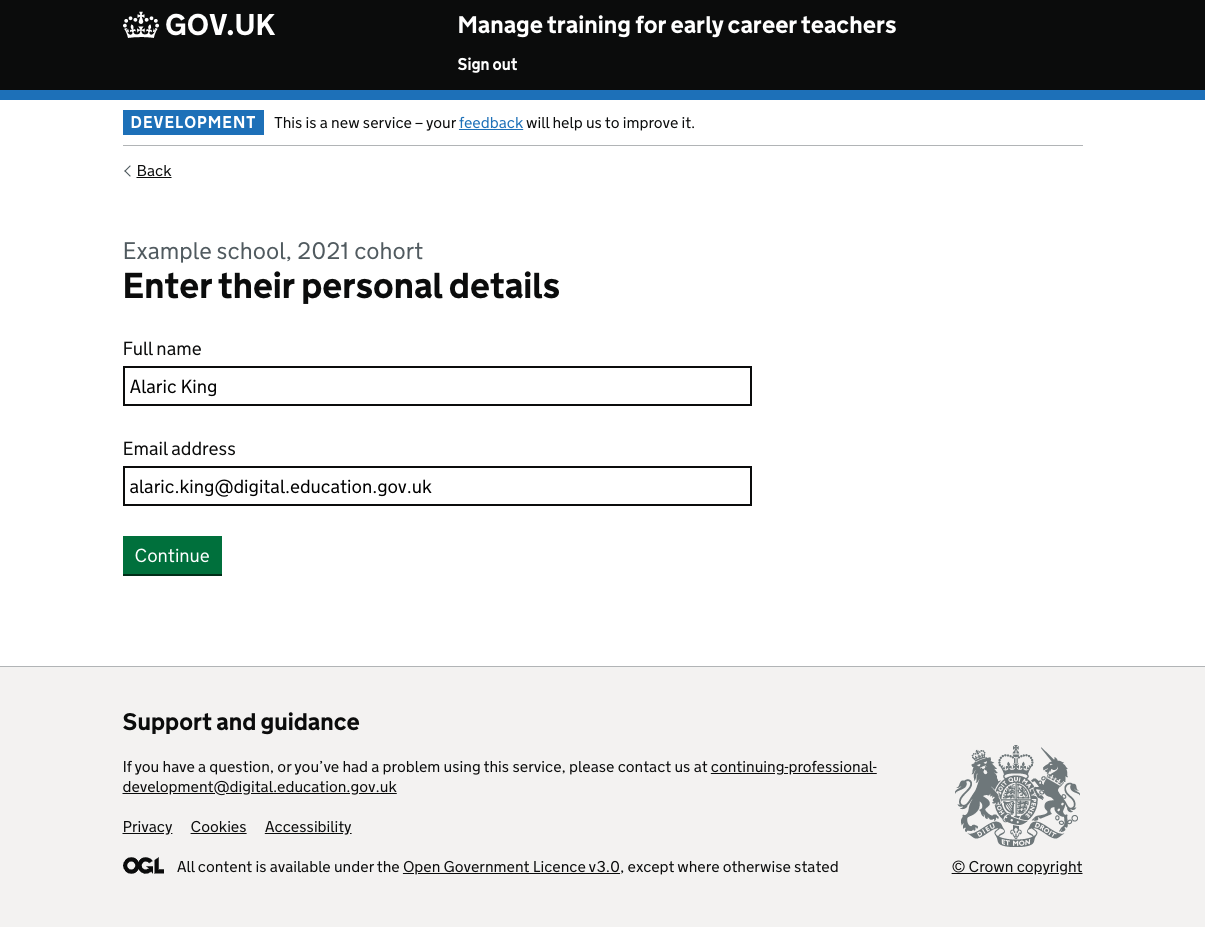 GOV.UK
Manage training for early career teachers
Sign out
DEVELOPMENT This is a new service – your feedback will help us to improve it.
Back
Example school, 2021 cohort
Enter their personal details
Full name
Alaric King
Email address
alaric.king@digital.education.gov.uk
Continue
Support and guidance
If you have a question, or you’ve had a problem using this service, please contact us at continuing-professional-
development@digital.education.gov.uk
Privacy Cookies Accessibility
DIEU ET MON DROIT
OGL All content is available under the Open Government Licence v3.0, except where otherwise stated
© Crown copyright